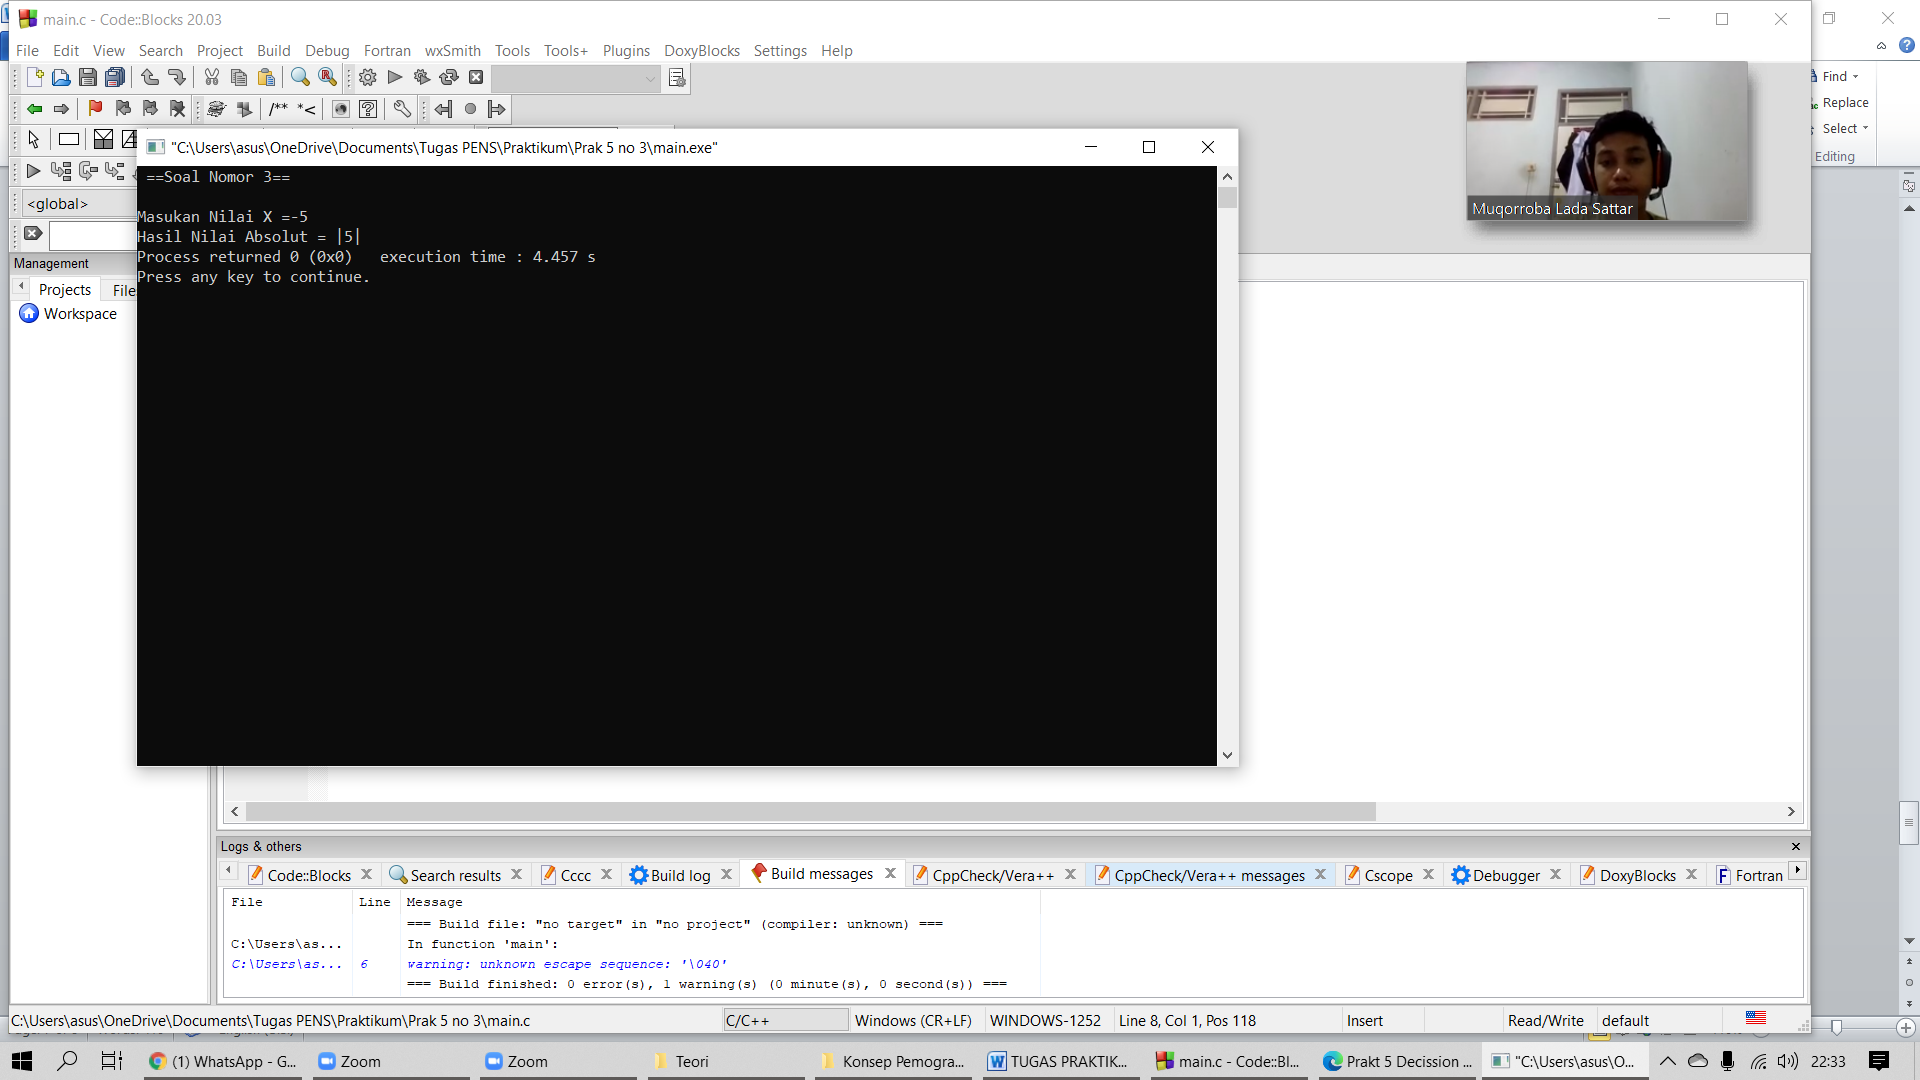 main.c - Code::Blocks 20.03
File Edit View Search Project Build Debug Fortran wxSmith Tools Tools+ Plugins DoxyBlocks Settings Help
Find
Replace
Select
Editing
/** *<
"C:\Users\asus\OneDrive\Documents\Tugas PENS\Praktikum\Prak 5 no 3\main.exe"
==Soal Nomor 3==
Masukan Nilai X =-5
Hasil Nilai Absolut = |5|
Process returned 0 (0x0)   execution time : 4.457 s
Press any key to continue.
Muqorroba Lada Sattar
<global>
Management
Projects File
Workspace
Logs & others
Code::Blocks Search results Cccc Build log Build messages CppCheck/Vera++ CppCheck/Vera++ messages Cscope Debugger DoxyBlocks Fortran
File Line Message
=== Build file: "no target" in "no project" (compiler: unknown) ===
C:\Users\as... In function 'main':
C:\Users\as... 6 warning: unknown escape sequence: '\040'
=== Build finished: 0 error(s), 1 warning(s) (0 minute(s), 0 second(s)) ===
C:\Users\asus\OneDrive\Documents\Tugas PENS\Praktikum\Prak 5 no 3\main.c C/C++ Windows (CR+LF) WINDOWS-1252 Line 8, Col 1, Pos 118 Insert Read/Write default
(1) WhatsApp - G... Zoom Zoom Teori Konsep Pemogra... TUGAS PRAKTIK... main.c - Code::Bl... Prakt 5 Decission ... "C:\Users\asus\O... 22:33